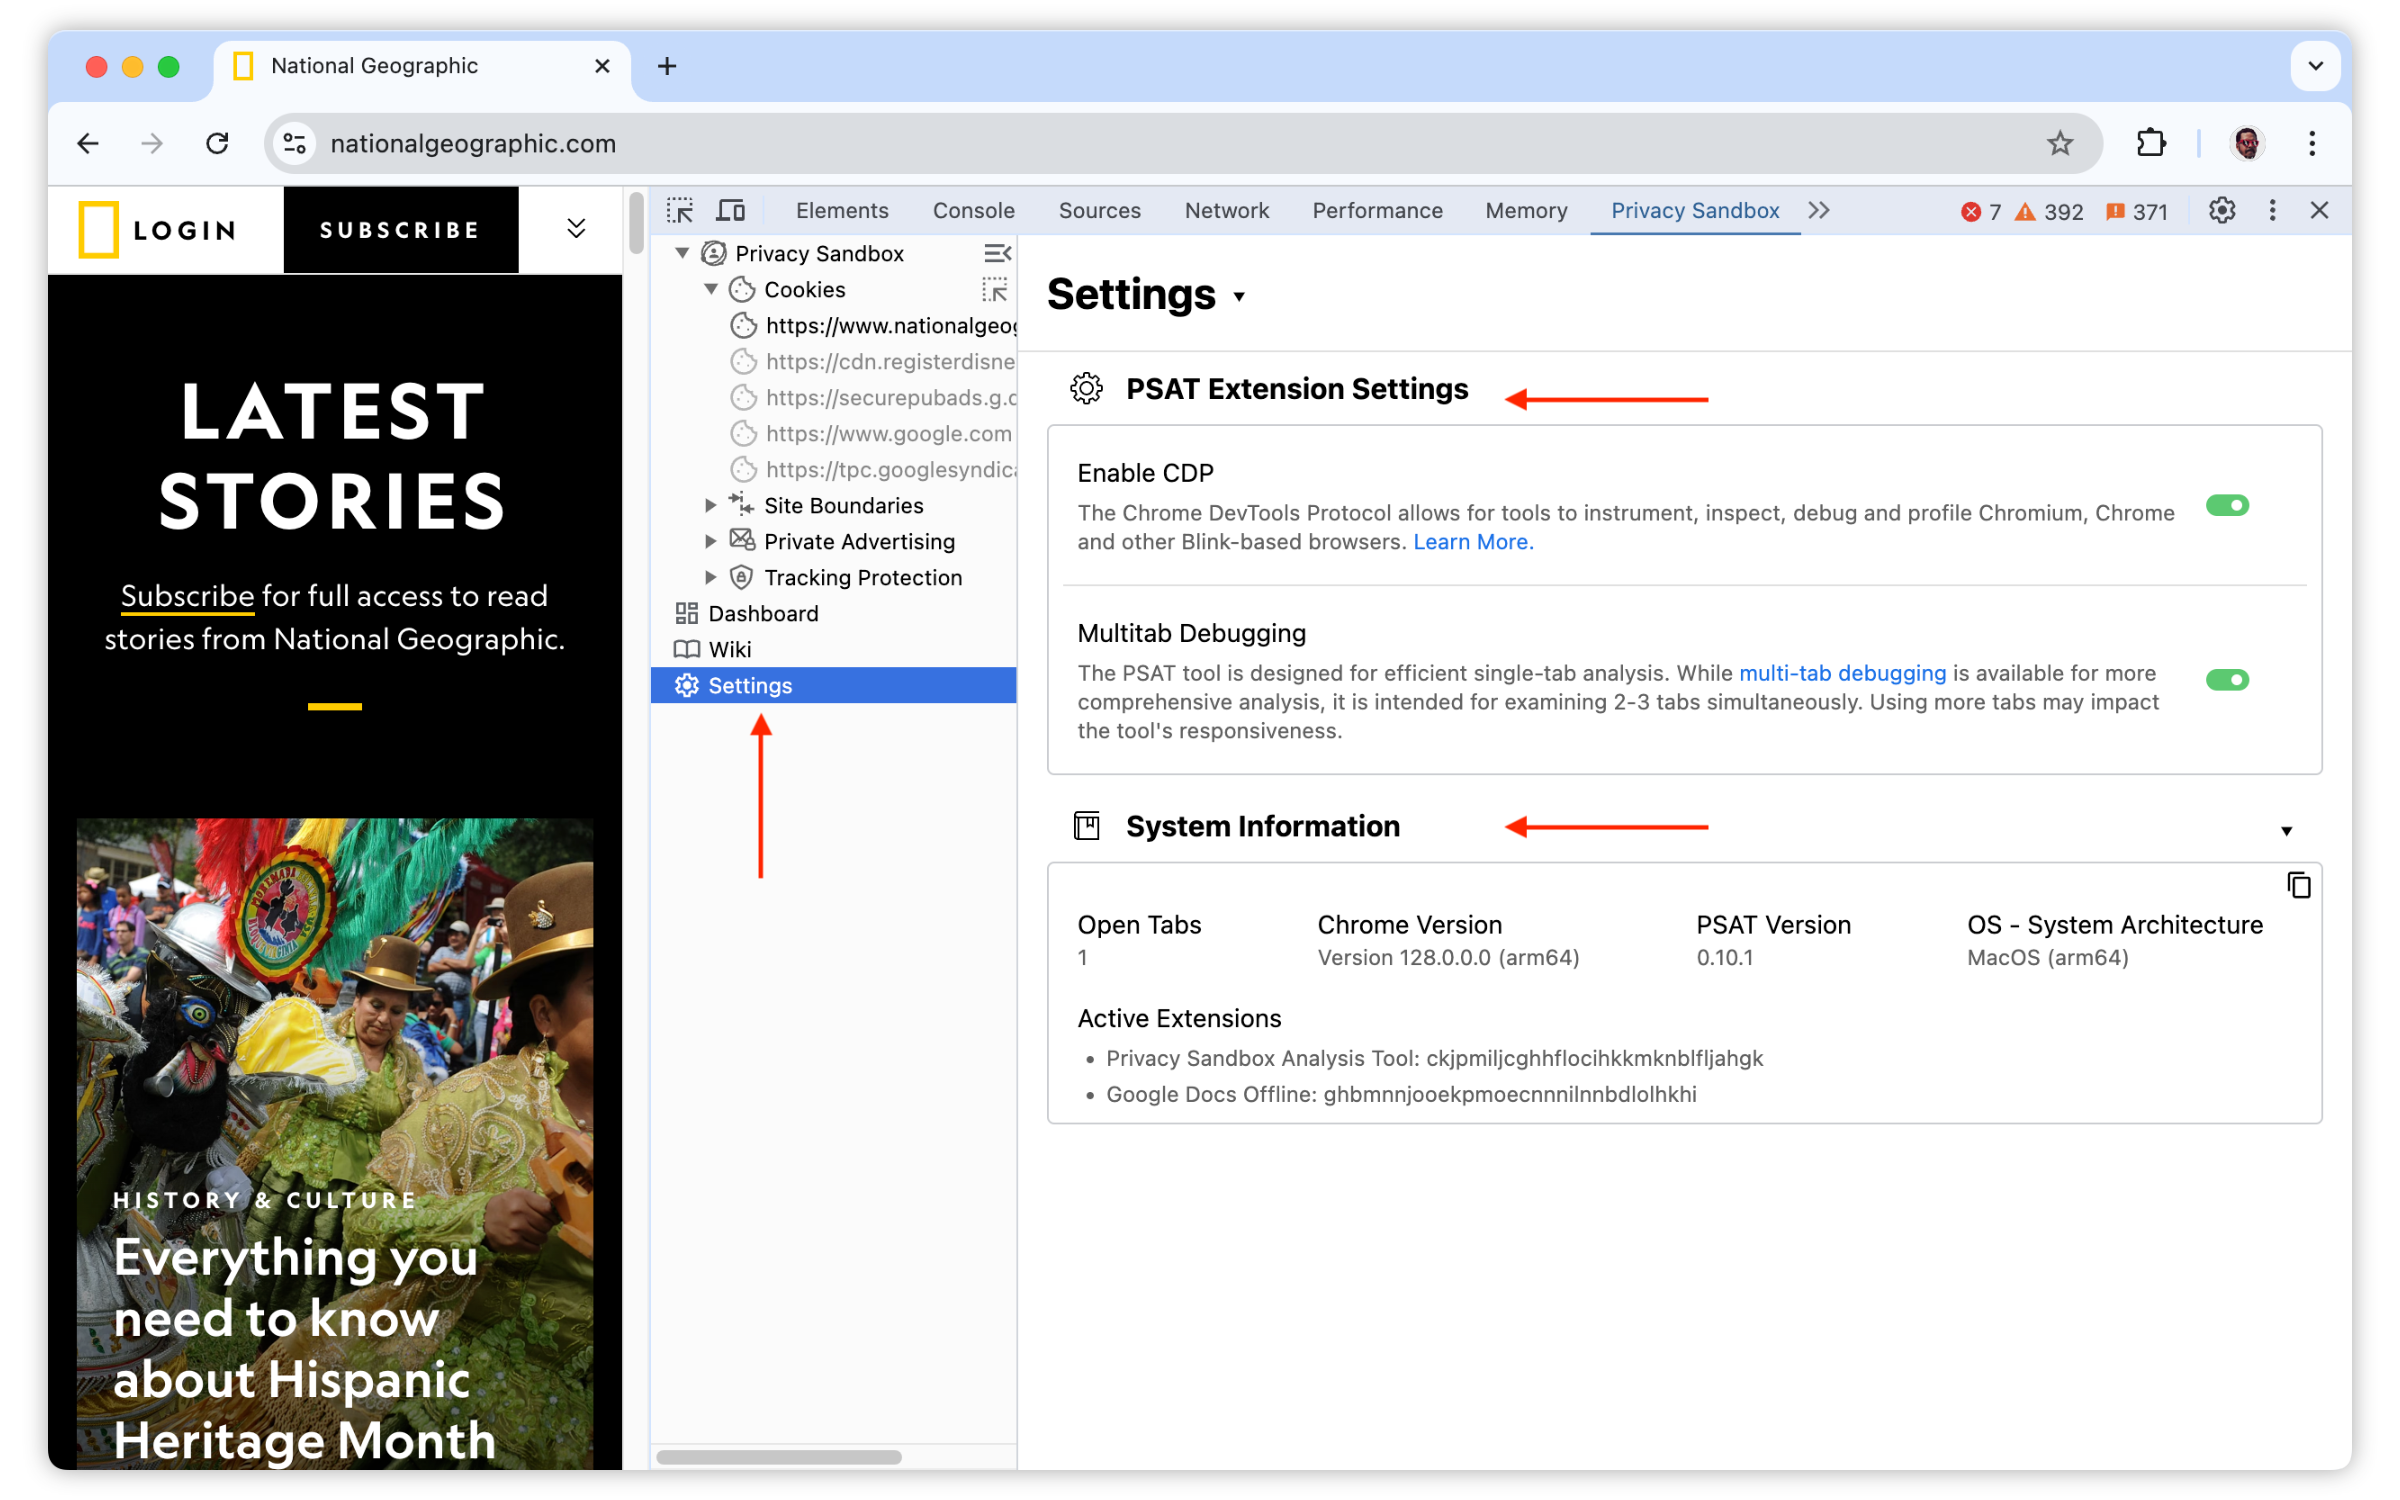 National Geographic
nationalgeographic.com
LOGIN
SUBSCRIBE
LATEST
STORIES
Subscribe for full access to read
stories from National Geographic.
HISTORY & CULTURE
Everything you
need to know
about Hispanic
Heritage Month
Elements Console Sources Network Performance Memory Privacy Sandbox 7 392 371
Privacy Sandbox
Cookies
https://www.nationalgeog
https://cdn.registerdisne
https://securepubads.g.d
https://www.google.com
https://tpc.googlesyndica
Site Boundaries
Private Advertising
Tracking Protection
Dashboard
Wiki
Settings
Settings
PSAT Extension Settings
Enable CDP
The Chrome DevTools Protocol allows for tools to instrument, inspect, debug and profile Chromium, Chrome
and other Blink-based browsers. Learn More.
Multitab Debugging
The PSAT tool is designed for efficient single-tab analysis. While multi-tab debugging is available for more
comprehensive analysis, it is intended for examining 2-3 tabs simultaneously. Using more tabs may impact
the tool's responsiveness.
System Information
Open Tabs Chrome Version PSAT Version OS - System Architecture
1 Version 128.0.0.0 (arm64) 0.10.1 MacOS (arm64)
Active Extensions
• Privacy Sandbox Analysis Tool: ckjpmiljcghhflocihkkmknblfljahgk
• Google Docs Offline: ghbmnnjooekpmoecnnnilnnbdlolhkhi